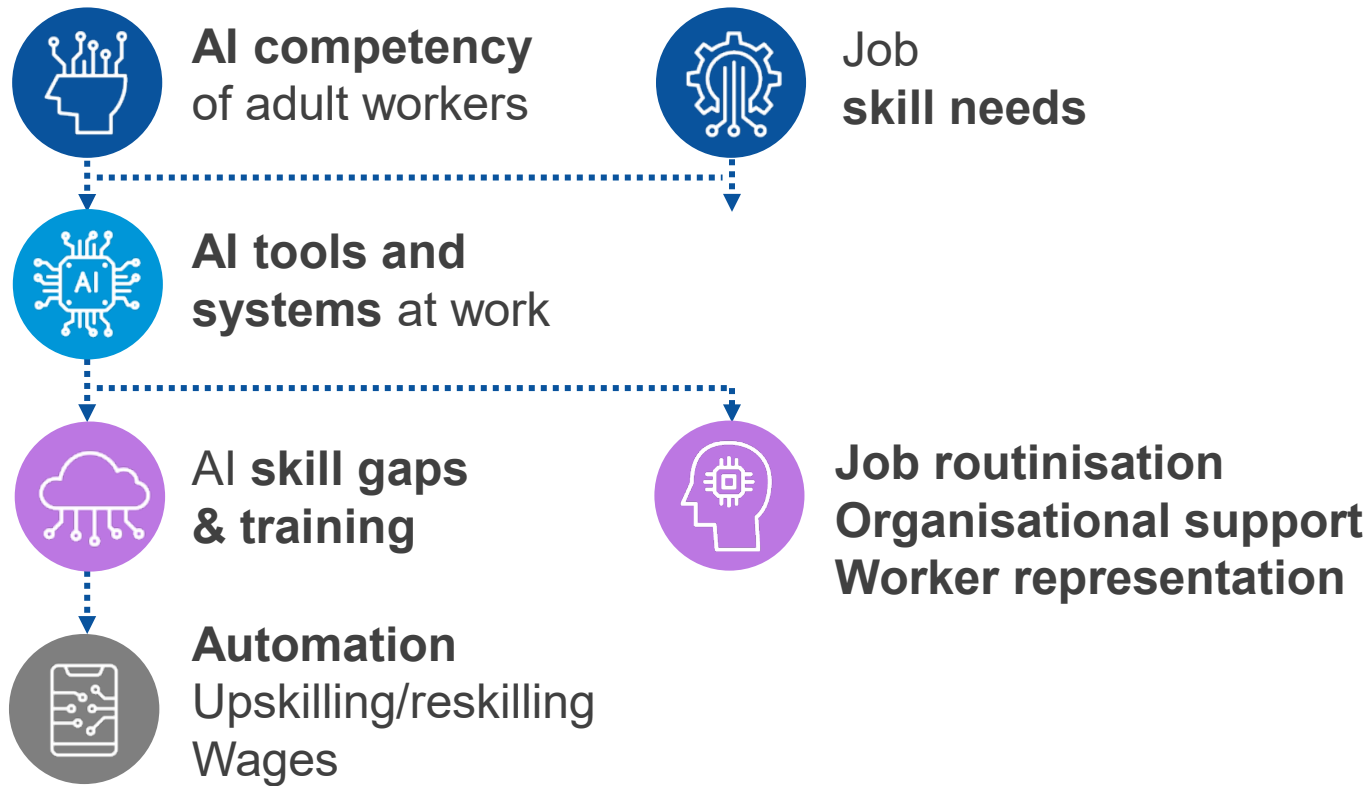 AI competency
of adult workers
Job
skill needs
AI tools and
systems at work
AI
AI skill gaps
& training
Job routinisation
Organisational support
Worker representation
Automation
Upskilling/reskilling
Wages